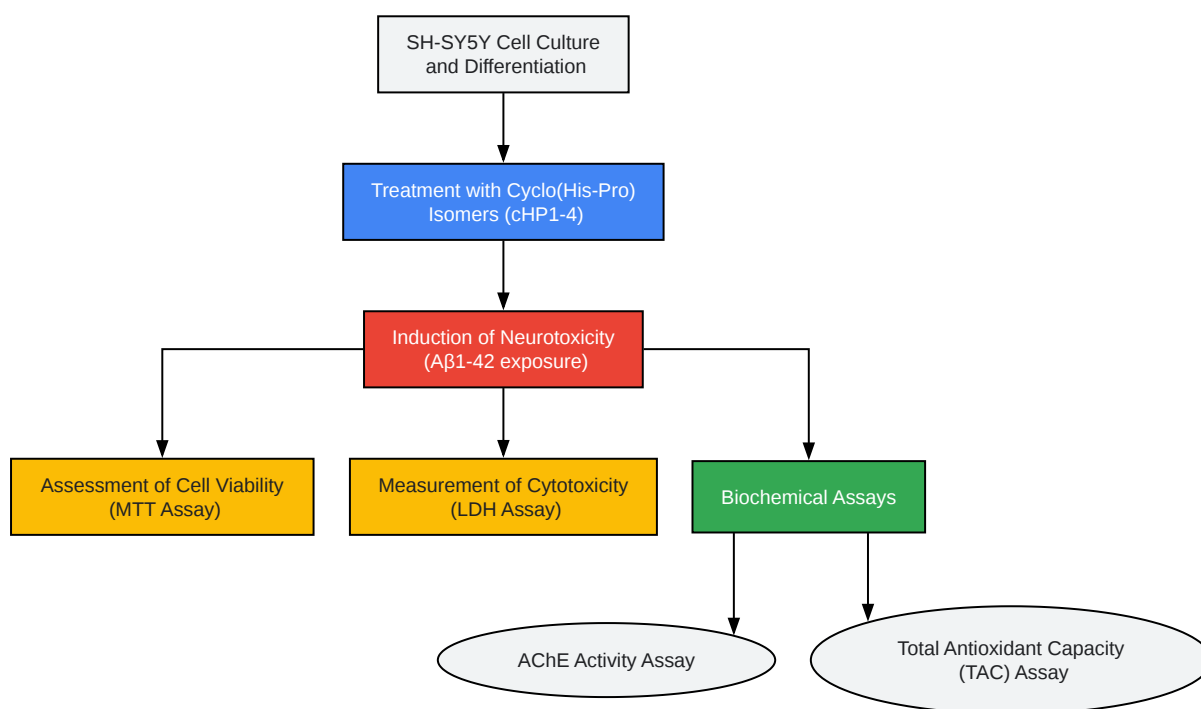 SH-SY5Y Cell Culture
and Differentiation
Treatment with Cyclo(His-Pro)
Isomers (cHP1-4)
Induction of Neurotoxicity
(Aβ1-42 exposure)
Assessment of Cell Viability
(MTT Assay)
Measurement of Cytotoxicity
(LDH Assay)
Biochemical Assays
AChE Activity Assay
Total Antioxidant Capacity
(TAC) Assay